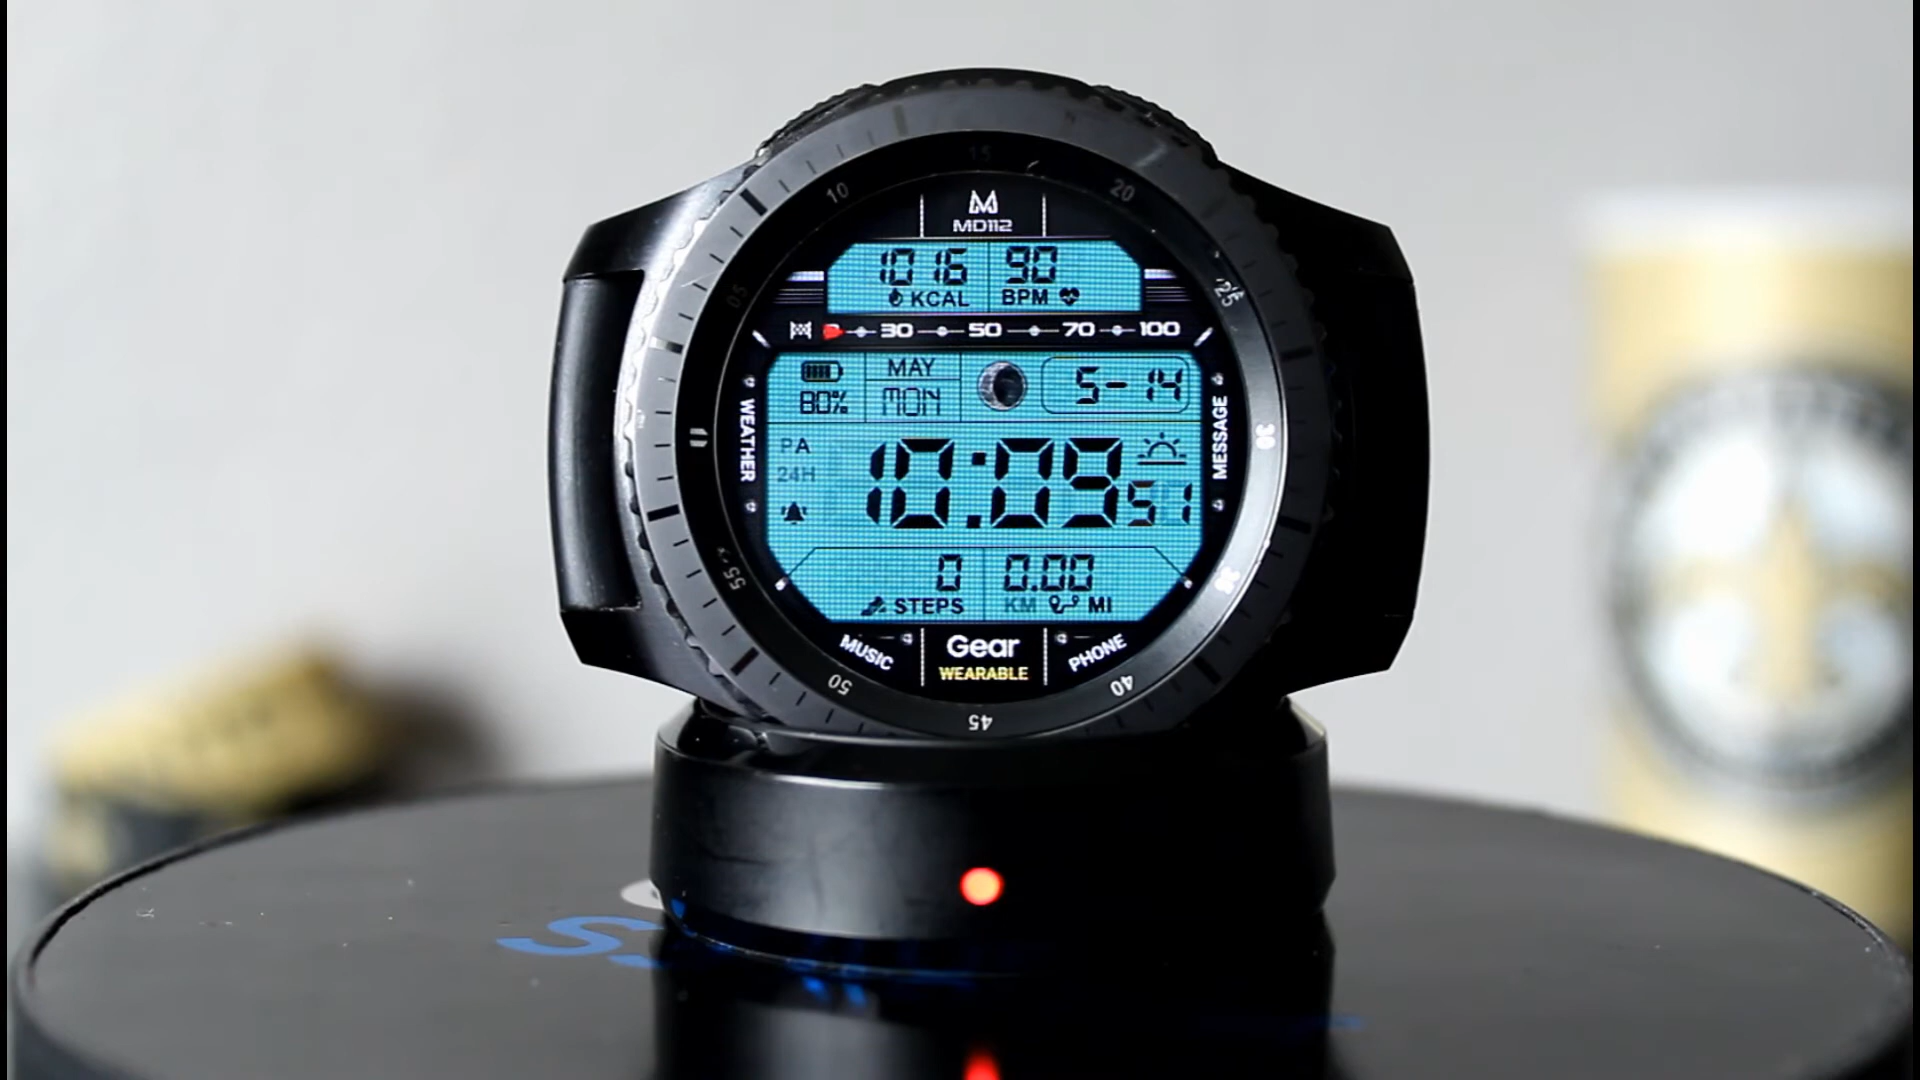 15
10
20
05
25
MD112
1016 90
KCAL BPM
30 50 70 100
MAY
80% MON 5-14
WEATHER
MESSAGE
PA
24H
10:09 51
30
0 0.00
STEPS KM MI
55
35
MUSIC Gear PHONE
WEARABLE
50
40
45